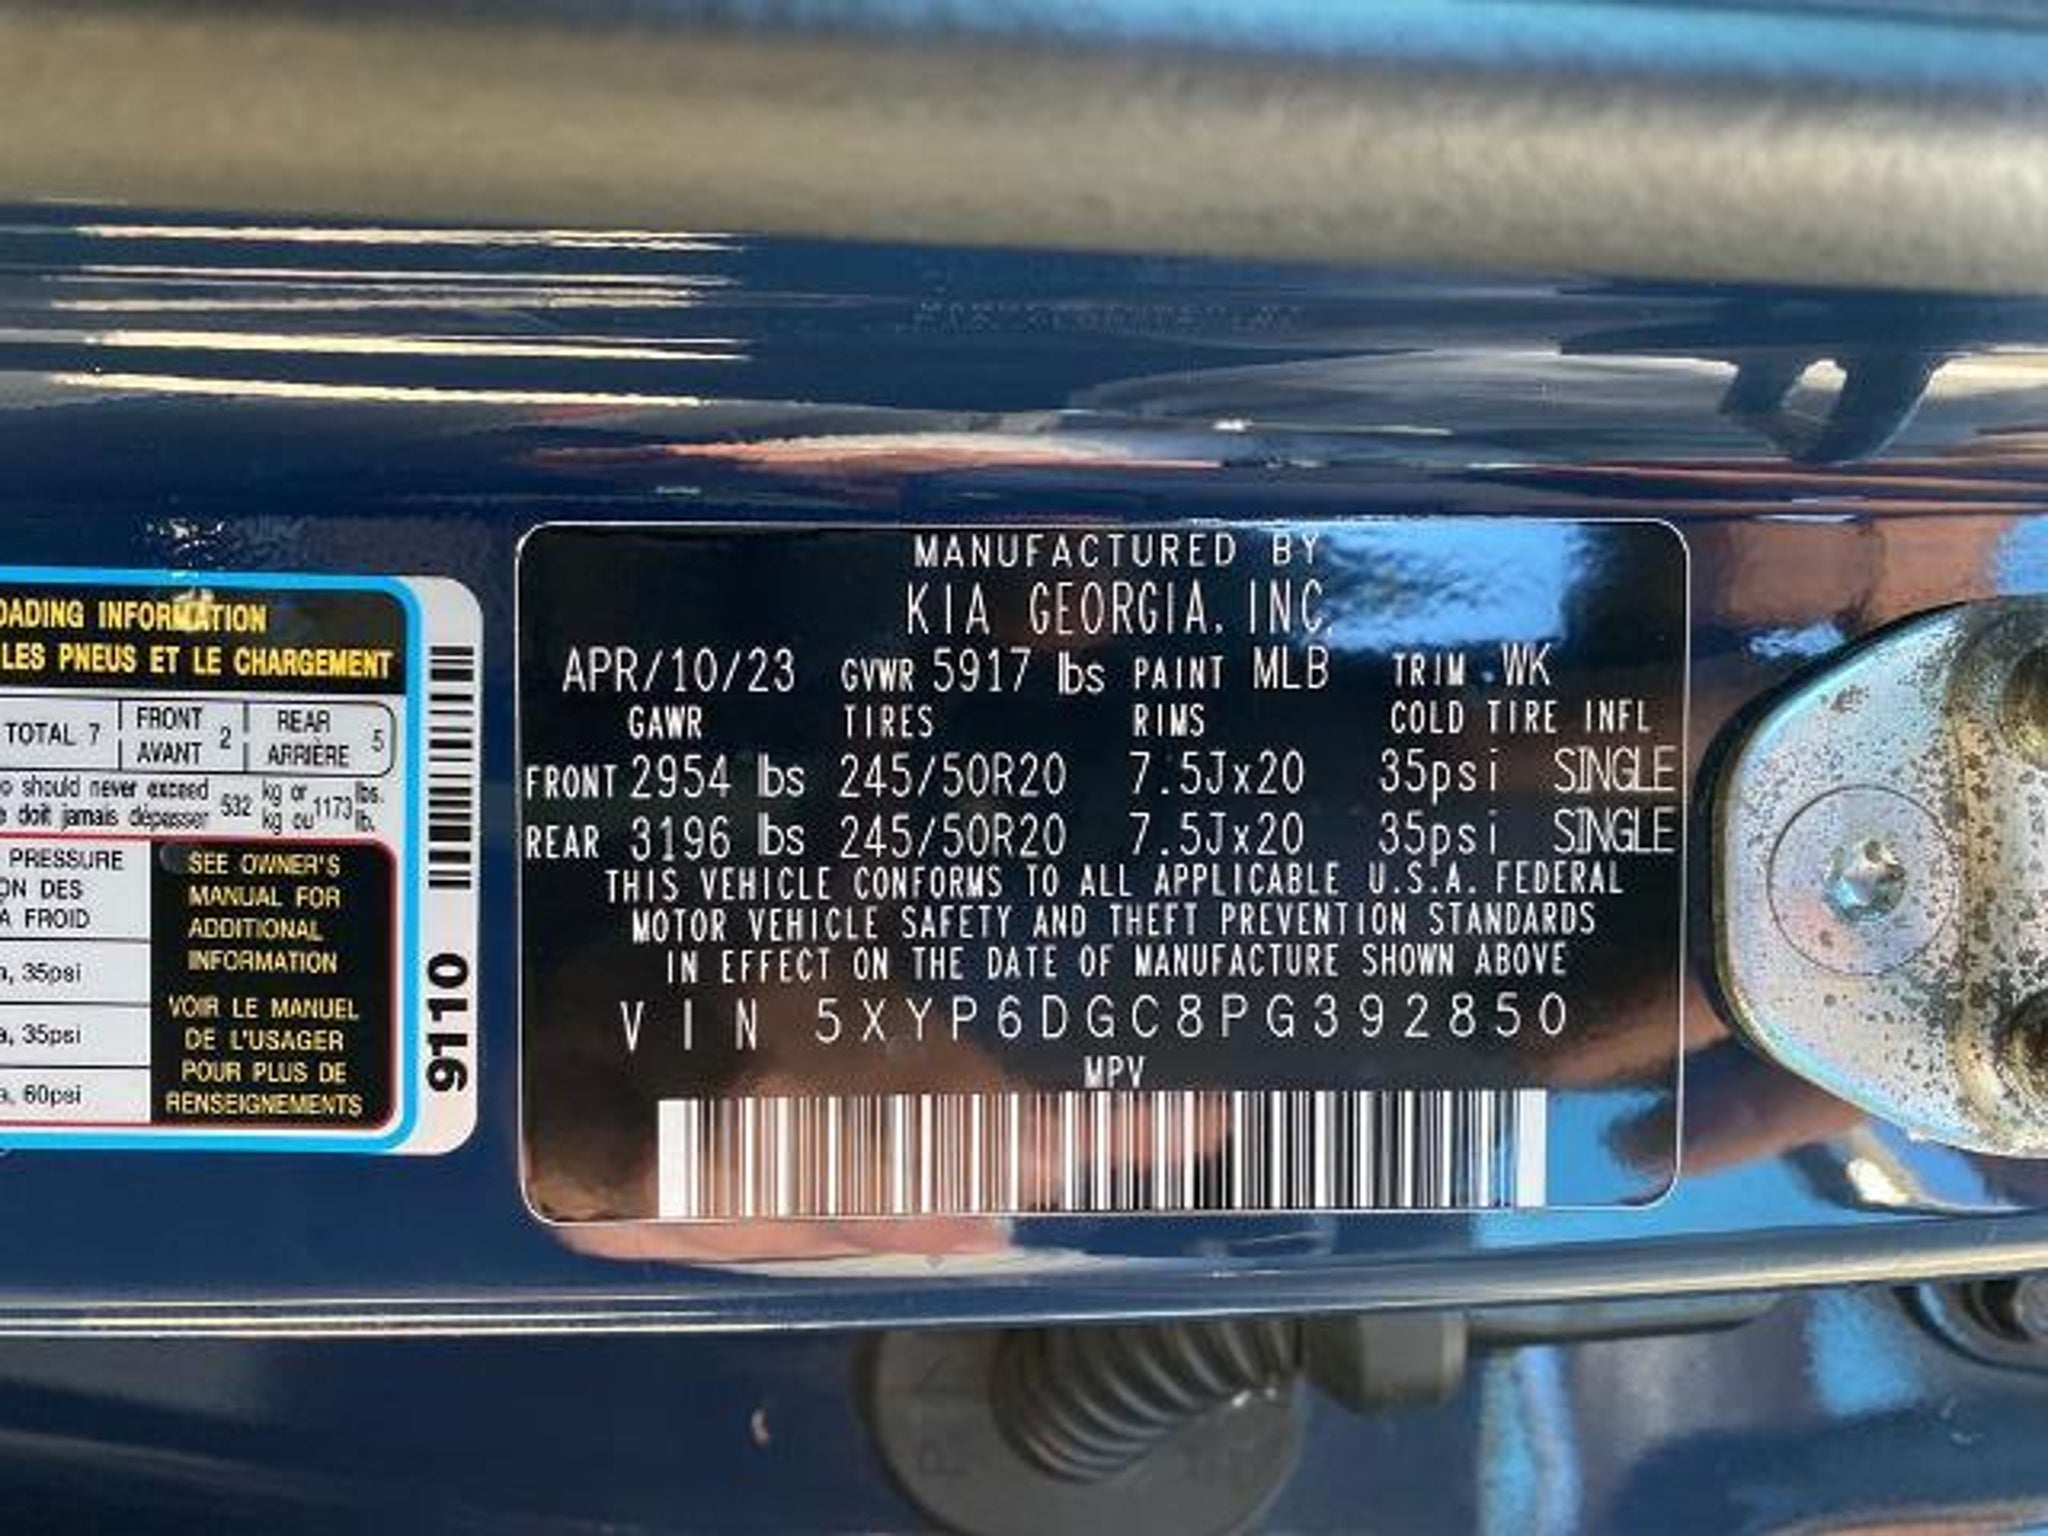 OADING INFORMATION
LES PNEUS ET LE CHARGEMENT
TOTAL 7 FRONT 2 REAR 5
AVANT ARRIÈRE
o should never exceed 532 kg or 1173 lbs.
e doit jamais dépasser kg ou lb.
PRESSURE
ON DES
A FROID
, 35psi
a, 35psi
a, 60psi
SEE OWNER'S
MANUAL FOR
ADDITIONAL
INFORMATION
VOIR LE MANUEL
DE L'USAGER
POUR PLUS DE
RENSEIGNEMENTS
9110
MANUFACTURED BY
KIA GEORGIA, INC.
APR/10/23 GVWR 5917 lbs PAINT MLB TRIM WK
GAWR TIRES RIMS COLD TIRE INFL
FRONT 2954 lbs 245/50R20 7.5Jx20 35psi SINGLE
REAR 3196 lbs 245/50R20 7.5Jx20 35psi SINGLE
THIS VEHICLE CONFORMS TO ALL APPLICABLE U.S.A. FEDERAL
MOTOR VEHICLE SAFETY AND THEFT PREVENTION STANDARDS
IN EFFECT ON THE DATE OF MANUFACTURE SHOWN ABOVE
VIN 5XYP6DGC8PG392850
MPV